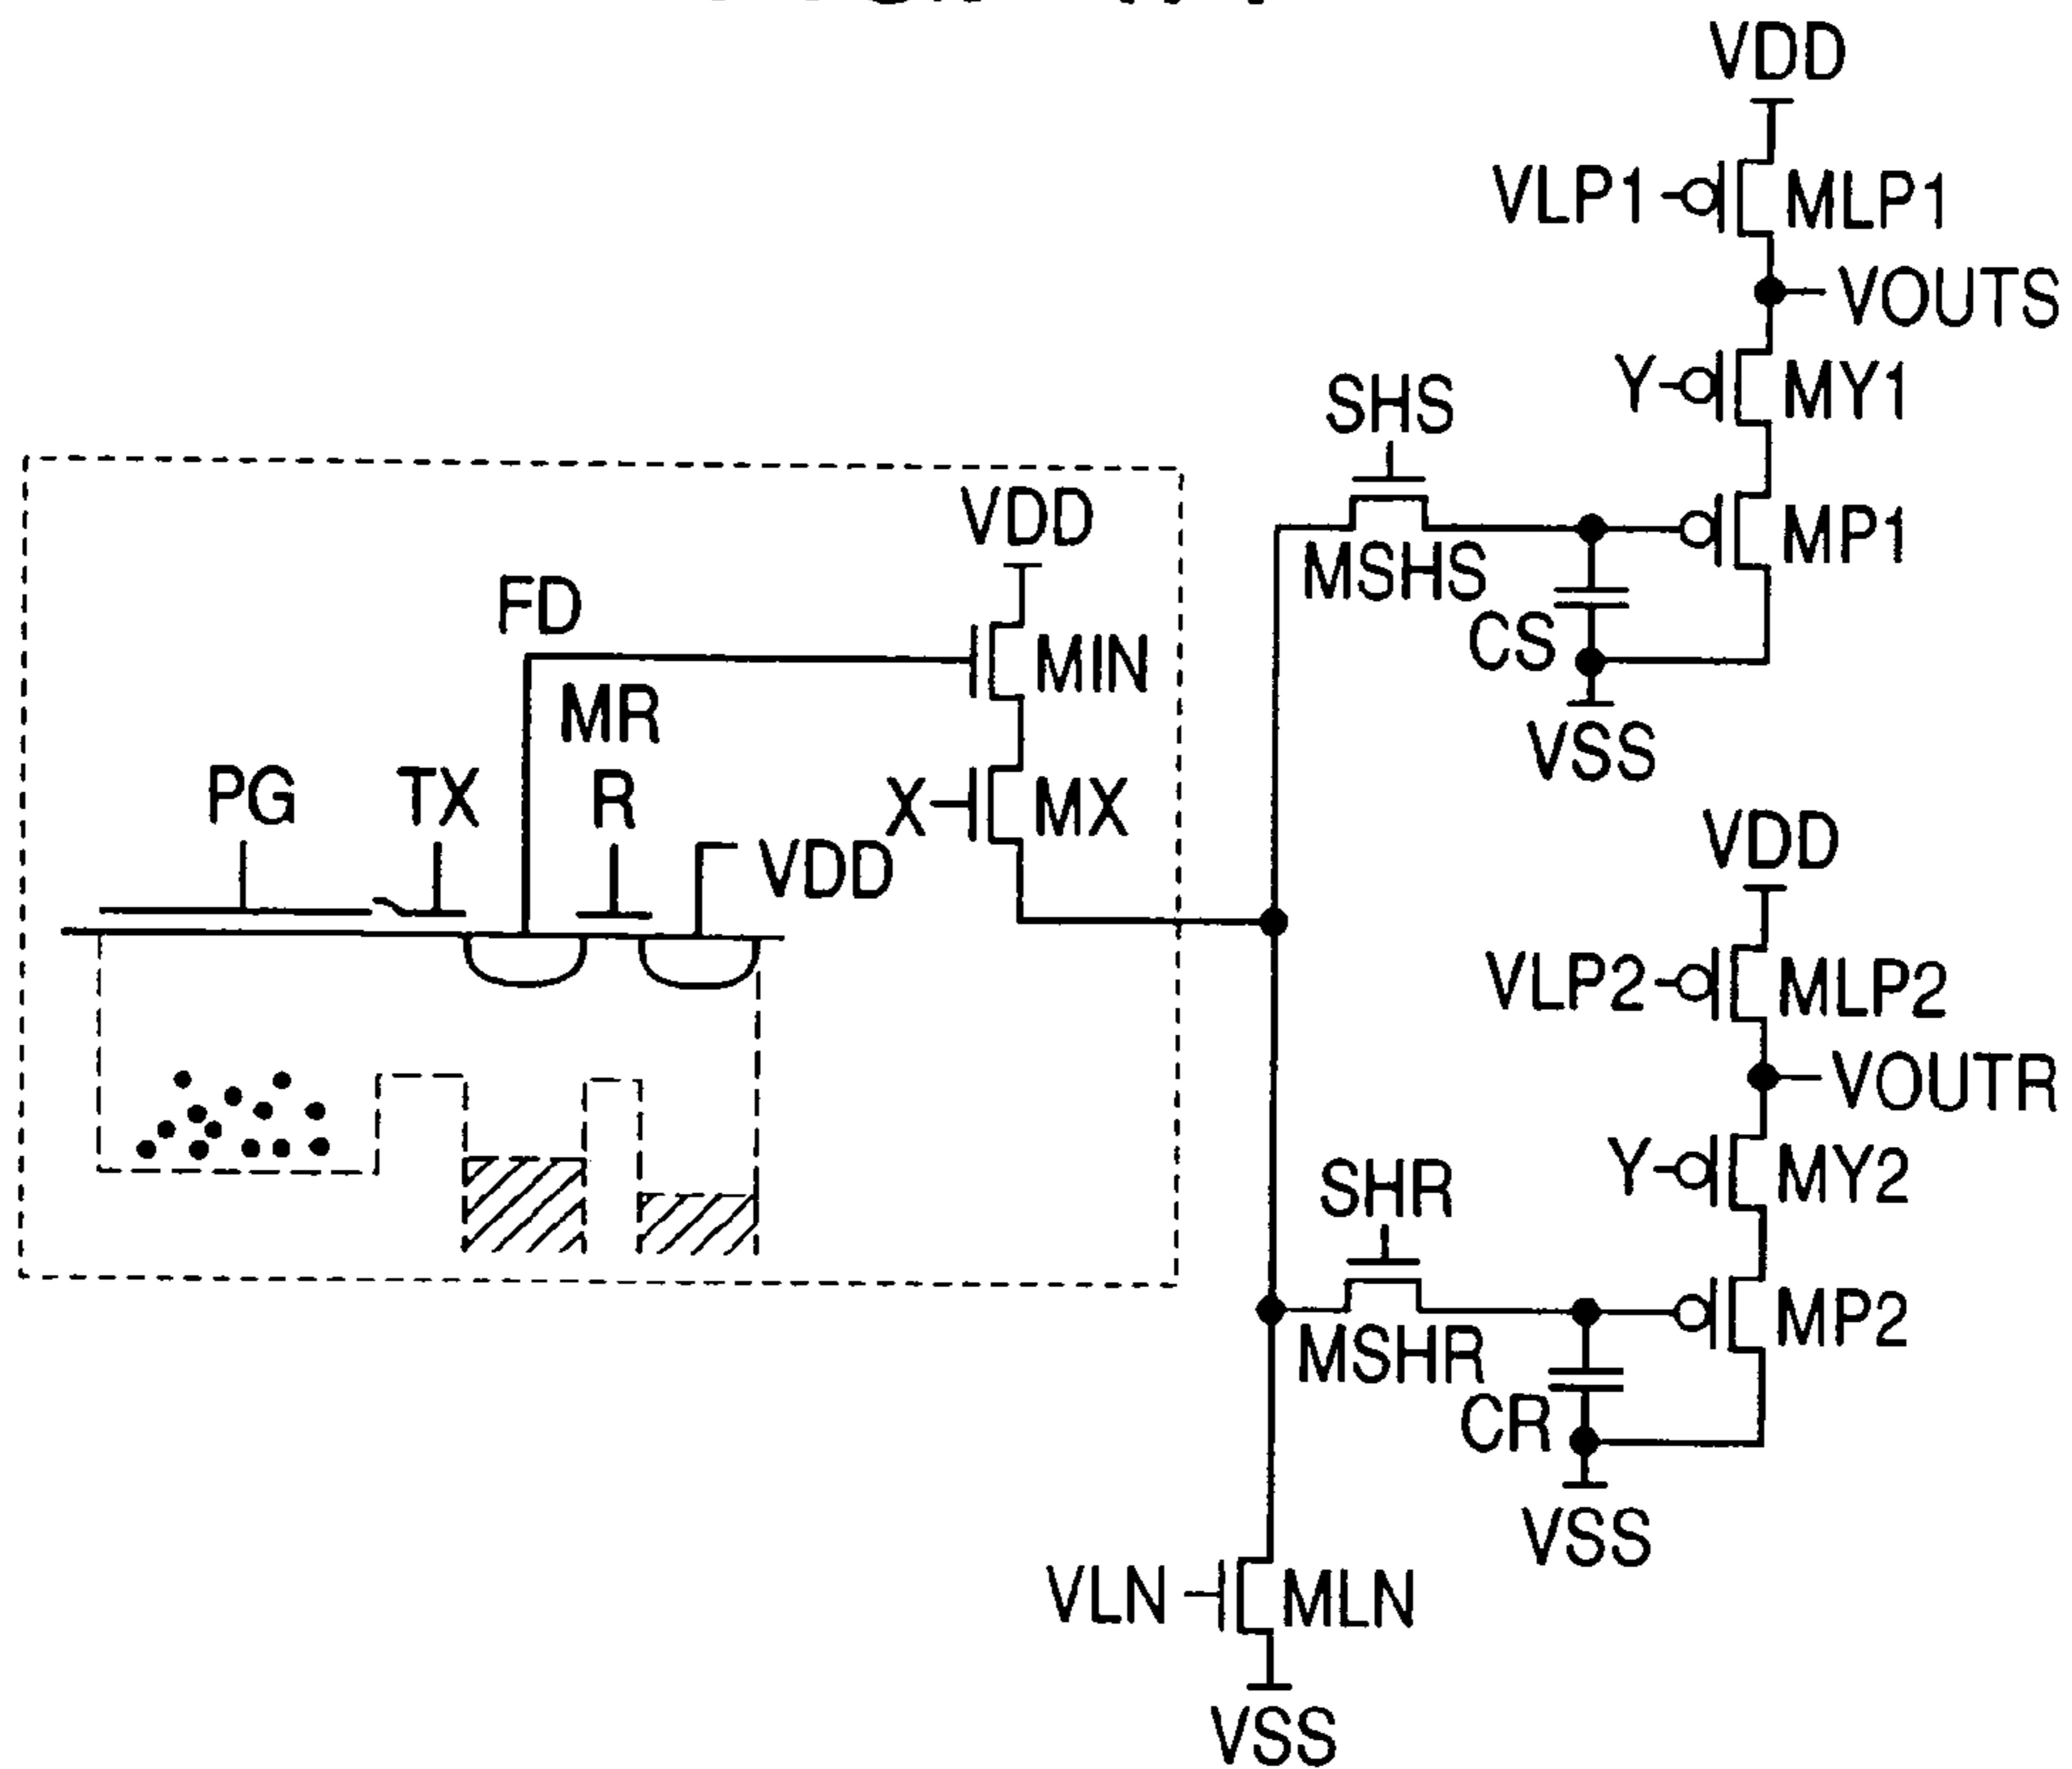 VDD
VLP1 MLP1
VOUTS
Y MY1
SHS
MP1
MSHS
CS
VSS
VDD
FD
MIN
MR
PG TX R X MX
VDD
VDD
VLP2 MLP2
VOUTR
Y MY2
SHR
MP2
MSHR
CR
VSS
VLN MLN
VSS